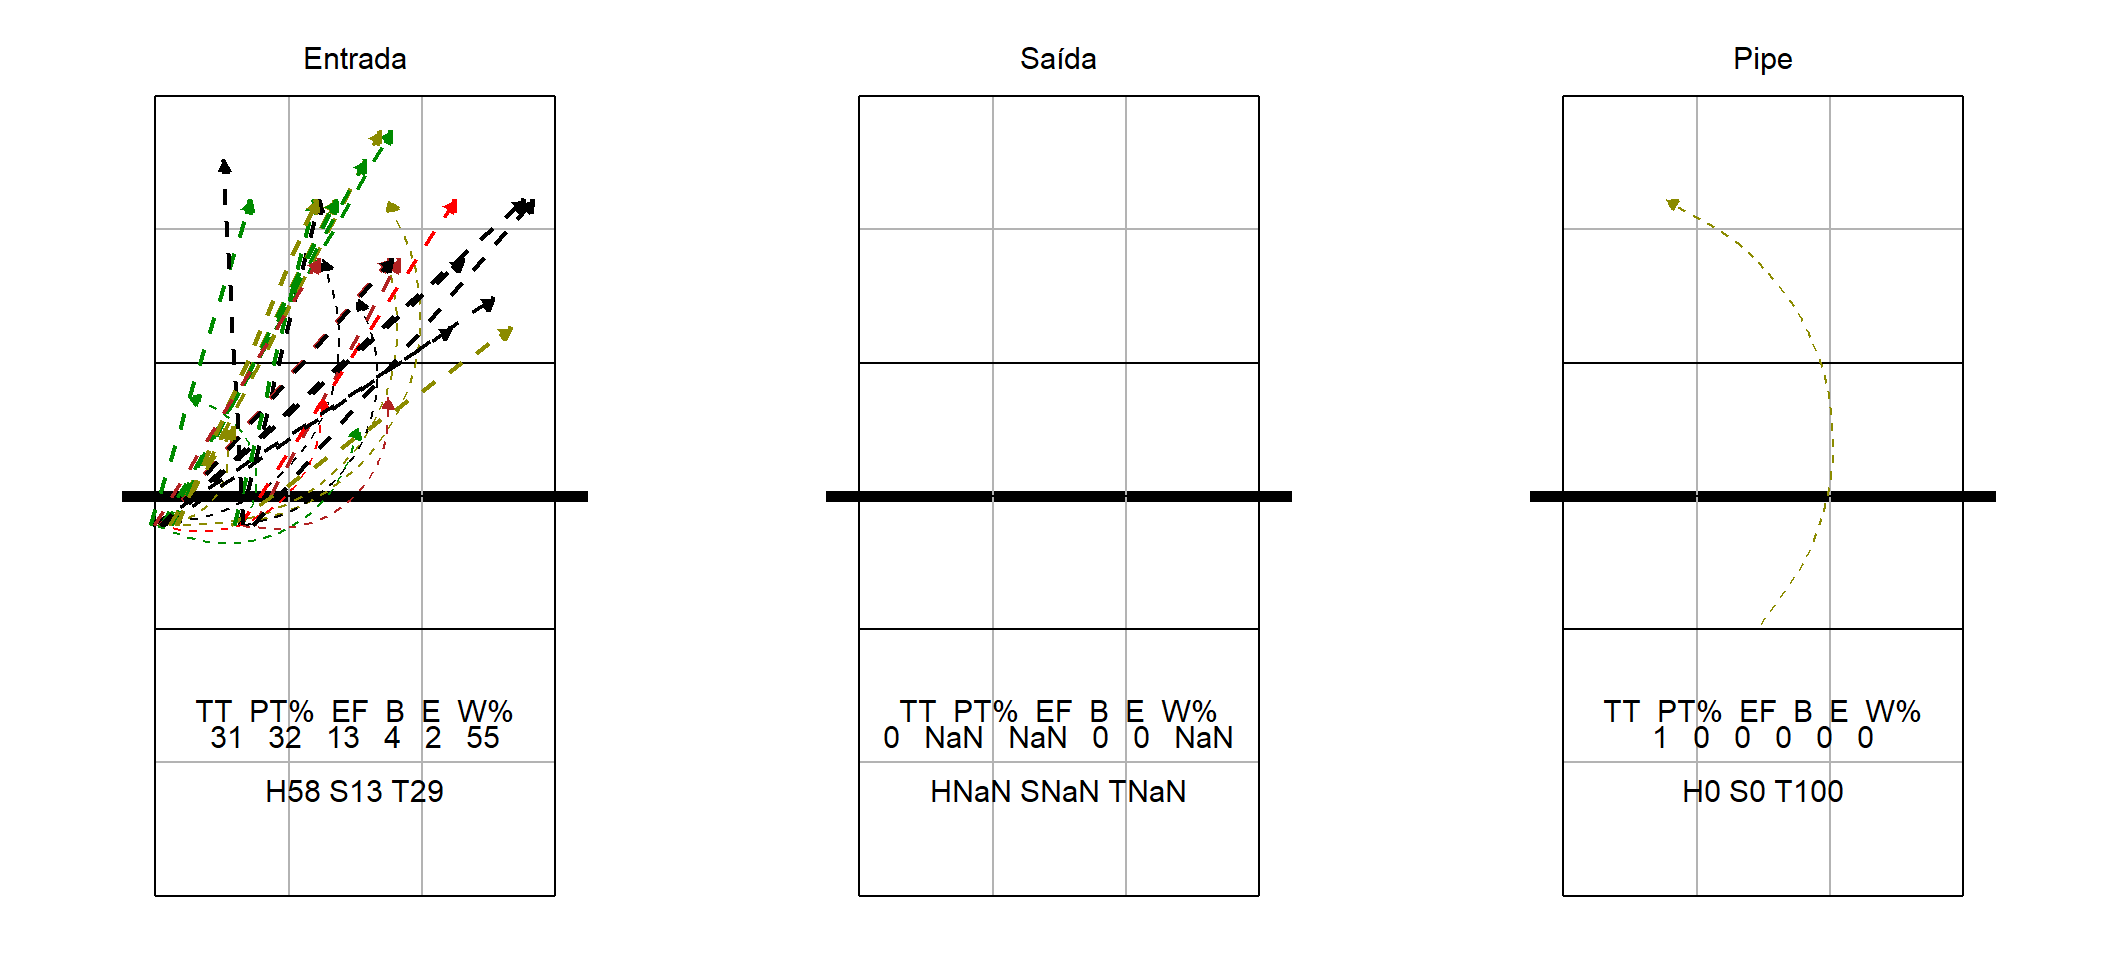 Entrada
TT PT% EF B E W%
31 32 13 4 2 55
H58 S13 T29
Saída
TT PT% EF B E W%
0 NaN NaN 0 0 NaN
HNaN SNaN TNaN
Pipe
TT PT% EF B E W%
1 0 0 0 0 0
H0 S0 T100